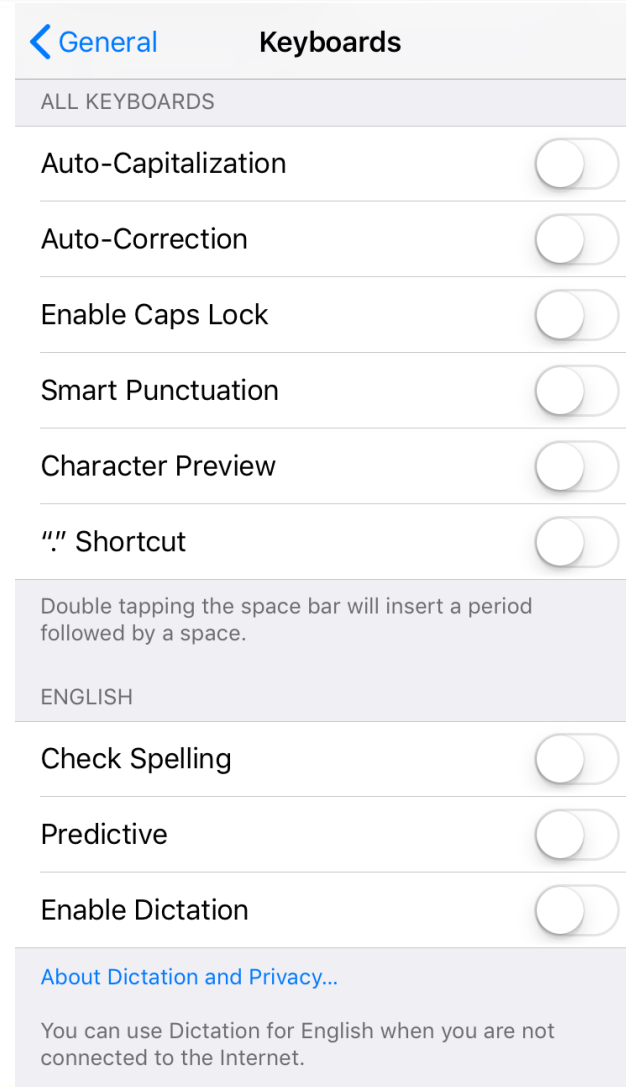 General
Keyboards
ALL KEYBOARDS
Auto-Capitalization
Auto-Correction
Enable Caps Lock
Smart Punctuation
Character Preview
“.” Shortcut
Double tapping the space bar will insert a period
followed by a space.
ENGLISH
Check Spelling
Predictive
Enable Dictation
About Dictation and Privacy...
You can use Dictation for English when you are not
connected to the Internet.